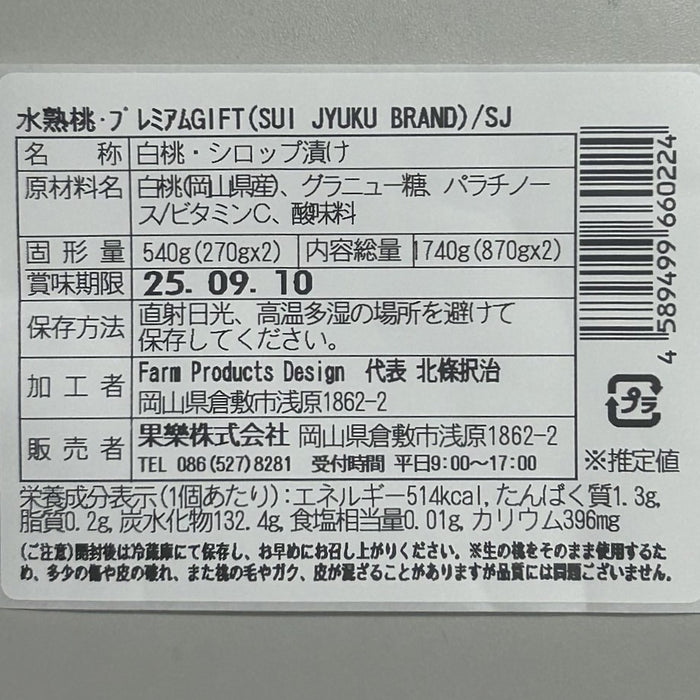 水熟桃・プレミアムGIFT(SUI JYUKU BRAND)/SJ
名 称 白桃・シロップ漬け
原材料名 白桃(岡山県産)、グラニュー糖、パラチノー
ス/ビタミンC、酸味料
固形量 540g(270gx2) 内容総量 1740g(870gx2)
賞味期限 25. 09. 10
保存方法 直射日光、高温多湿の場所を避けて
保存してください。
加工者 Farm Products Design 代表 北條択治
岡山県倉敷市浅原1862-2
販売者 果樂株式会社 岡山県倉敷市浅原1862-2
TEL 086(527)8281 受付時間 平日9:00〜17:00
4 589499 660224
プラ
※推定値
栄養成分表示(1個あたり):エネルギー514kcal, たんぱく質1.3g,
脂質0.2g, 炭水化物132.4g, 食塩相当量0.01g, カリウム396mg
(ご注意)開封後は冷蔵庫にて保存し、お早めにお召し上がりください。※生の桃をそのまま使用するた
め、多少の傷や皮の破れ、また桃の毛やガク、皮が混ざることがありますが品質には問題ございません。